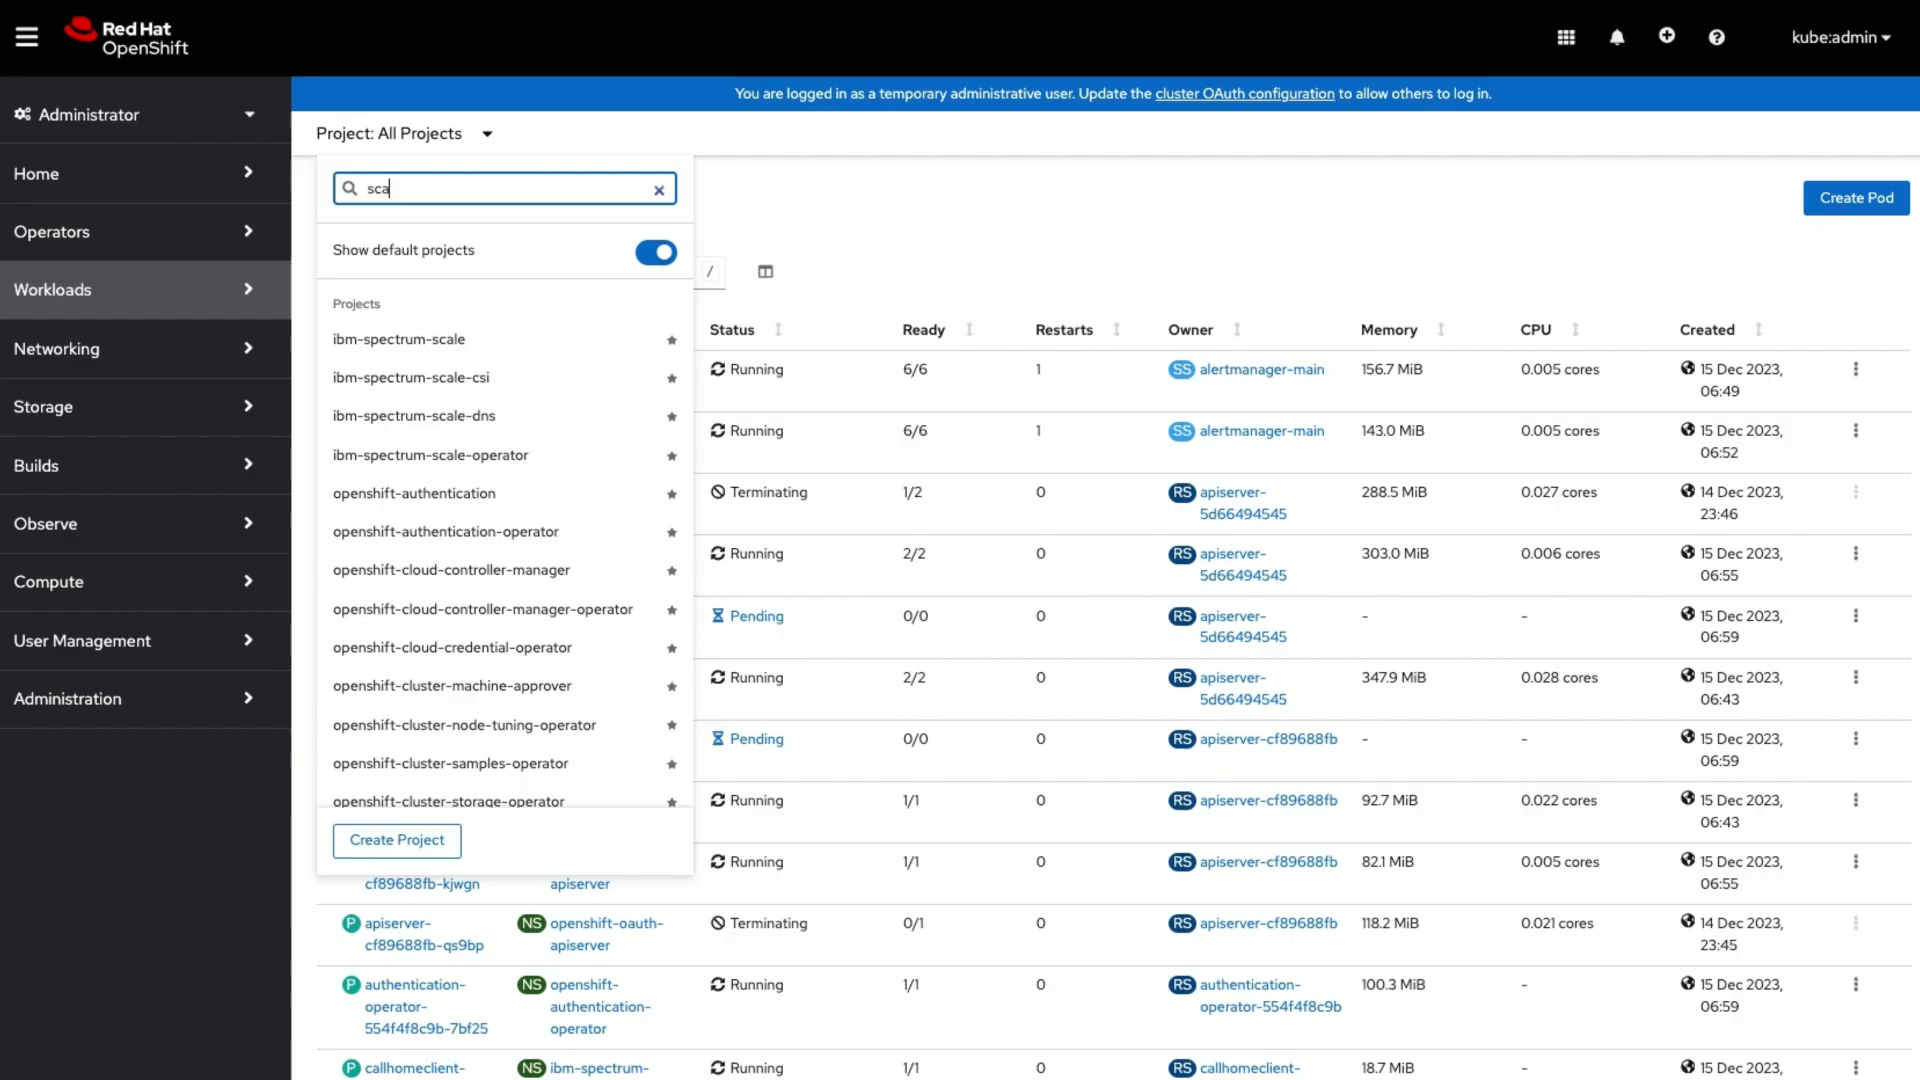 Red Hat
OpenShift
kube:admin
You are logged in as a temporary administrative user. Update the cluster OAuth configuration to allow others to log in.
Administrator
Home
Operators
Workloads
Networking
Storage
Builds
Observe
Compute
User Management
Administration
Project: All Projects
sca
Show default projects
Projects
ibm-spectrum-scale
ibm-spectrum-scale-csi
ibm-spectrum-scale-dns
ibm-spectrum-scale-operator
openshift-authentication
openshift-authentication-operator
openshift-cloud-controller-manager
openshift-cloud-controller-manager-operator
openshift-cloud-credential-operator
openshift-cluster-machine-approver
openshift-cluster-node-tuning-operator
openshift-cluster-samples-operator
openshift-cluster-storage-operator
Create Project
Create Pod
/
Status Ready Restarts Owner Memory CPU Created
Running 6/6 1 SS alertmanager-main 156.7 MiB 0.005 cores 15 Dec 2023,
06:49
Running 6/6 1 SS alertmanager-main 143.0 MiB 0.005 cores 15 Dec 2023,
06:52
Terminating 1/2 0 RS apiserver- 288.5 MiB 0.027 cores 14 Dec 2023,
5d66494545 23:46
Running 2/2 0 RS apiserver- 303.0 MiB 0.006 cores 15 Dec 2023,
5d66494545 06:55
Pending 0/0 0 RS apiserver- - - 15 Dec 2023,
5d66494545 06:59
Running 2/2 0 RS apiserver- 347.9 MiB 0.028 cores 15 Dec 2023,
5d66494545 06:43
Pending 0/0 0 RS apiserver-cf89688fb - - 15 Dec 2023,
06:59
Running 1/1 0 RS apiserver-cf89688fb 92.7 MiB 0.022 cores 15 Dec 2023,
06:43
Running 1/1 0 RS apiserver-cf89688fb 82.1 MiB 0.005 cores 15 Dec 2023,
cf89688fb-kjwgn apiserver 06:55
P apiserver- NS openshift-oauth- Terminating 0/1 0 RS apiserver-cf89688fb 118.2 MiB 0.021 cores 14 Dec 2023,
cf89688fb-qs9bp apiserver 23:45
P authentication- NS openshift- Running 1/1 0 RS authentication- 100.3 MiB - 15 Dec 2023,
operator- authentication- operator-554f4f8c9b 06:59
554f4f8c9b-7bf25 operator
P callhomeclient- NS ibm-spectrum- Running 1/1 0 RS callhomeclient- 18.7 MiB - 15 Dec 2023,